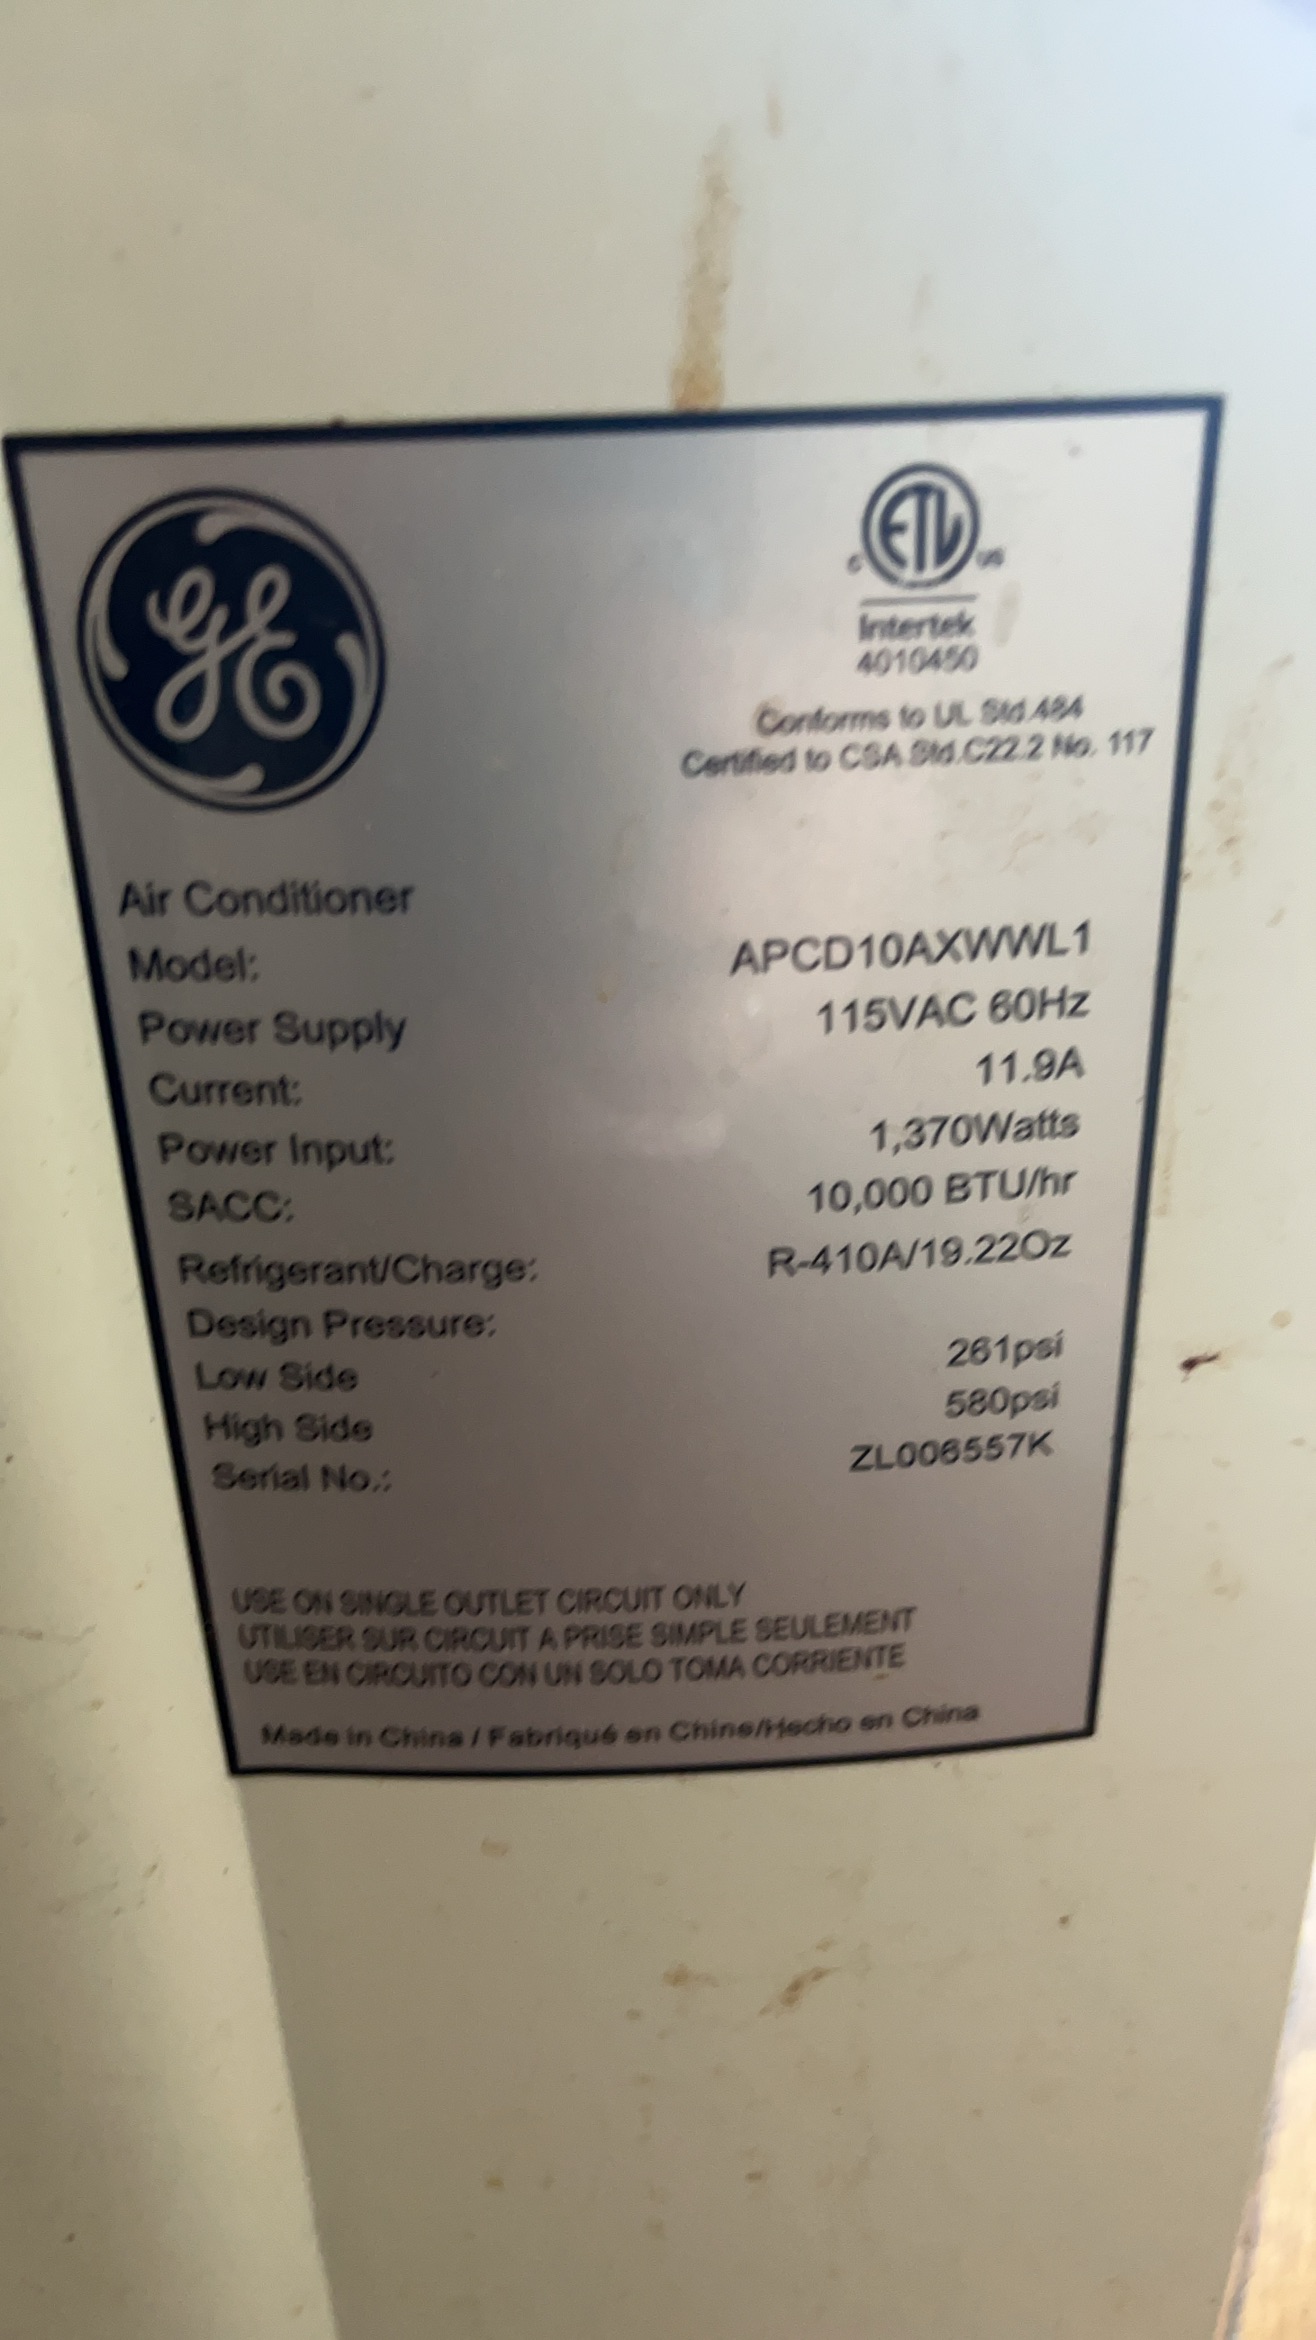 GE
ETL
c us
Intertek
4010450
Conforms to UL Std.484
Certified to CSA Std.C22.2 No. 117
Air Conditioner
Model: APCD10AXWWL1
Power Supply 115VAC 60Hz
Current: 11.9A
Power Input: 1,370Watts
SACC: 10,000 BTU/hr
Refrigerant/Charge: R-410A/19.22Oz
Design Pressure:
Low Side 261psi
High Side 580psi
Serial No.: ZL006557K
USE ON SINGLE OUTLET CIRCUIT ONLY
UTILISER SUR CIRCUIT A PRISE SIMPLE SEULEMENT
USE EN CIRCUITO CON UN SOLO TOMA CORRIENTE
Made in China / Fabriqué en Chine/Hecho en China